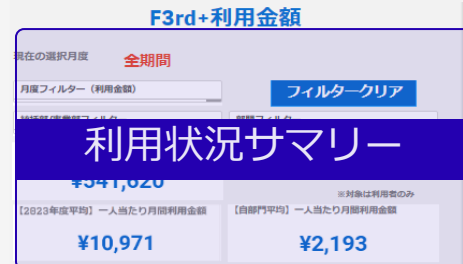 F3rd+利用金額
現在の選択月度
全期間
月度フィルター（利用金額）
フィルタークリア
利用状況サマリー
※対象は利用者のみ
【2023年度平均】一人当たり月間利用金額
【自部門平均】一人当たり月間利用金額
¥10,971
¥2,193